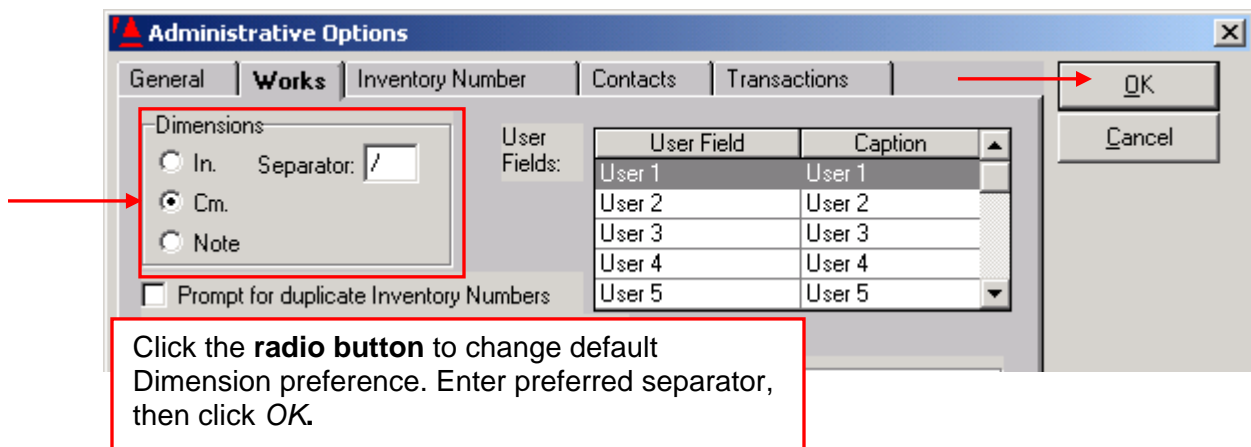 Administrative Options
General Works Inventory Number Contacts Transactions
OK
Cancel
Dimensions
In. Separator: /
Cm.
Note
Prompt for duplicate Inventory Numbers
User
Fields:
User Field Caption
User 1 User 1
User 2 User 2
User 3 User 3
User 4 User 4
User 5 User 5
Click the radio button to change default
Dimension preference. Enter preferred separator,
then click OK.